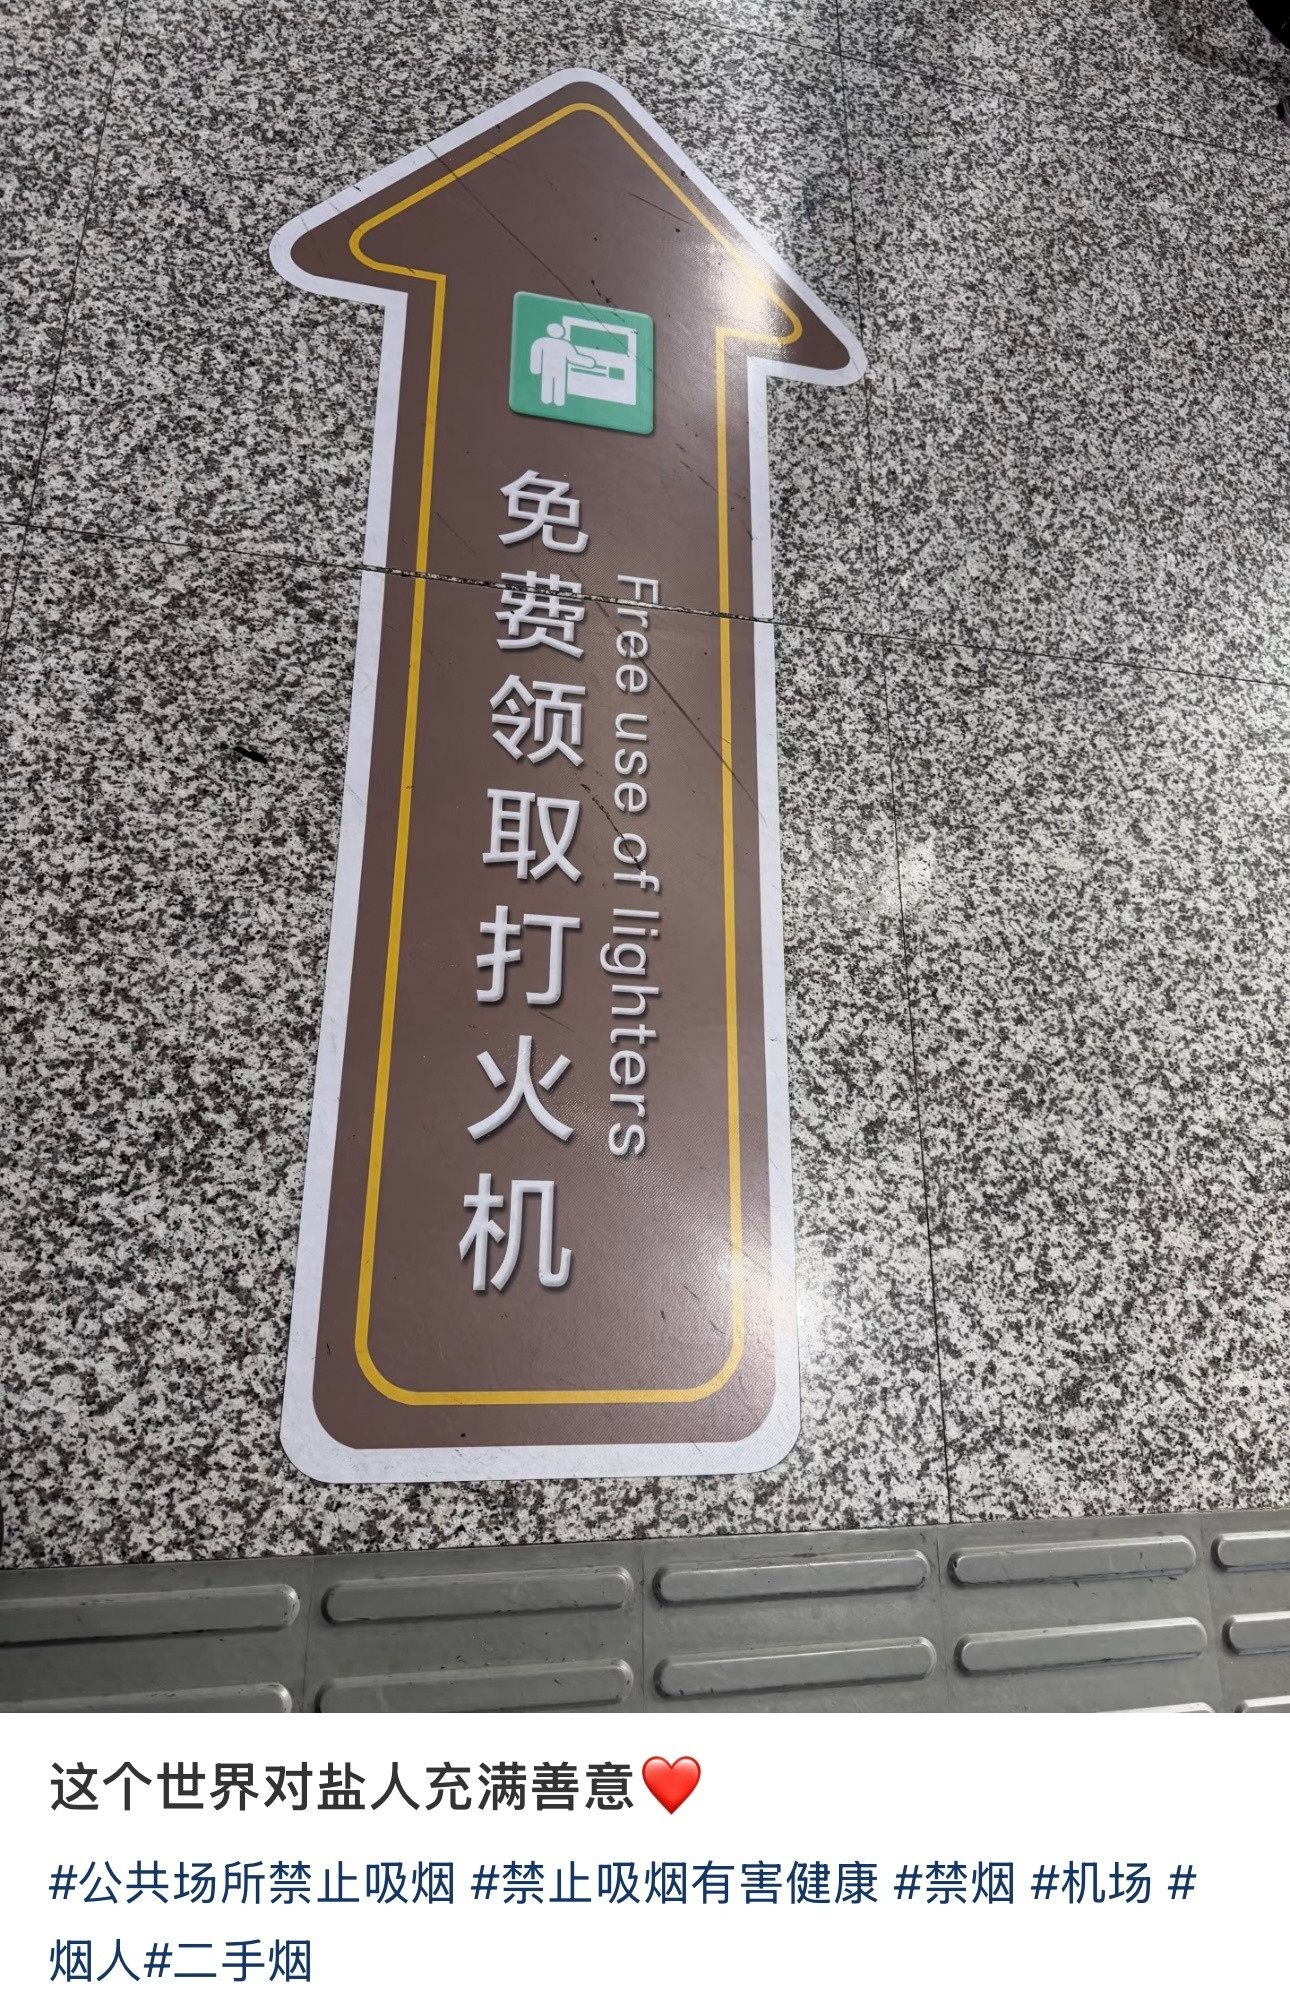 免费领取打火机
Free use of lighters
这个世界对盐人充满善意❤️
#公共场所禁止吸烟 #禁止吸烟有害健康 #禁烟 #机场 #
烟人#二手烟